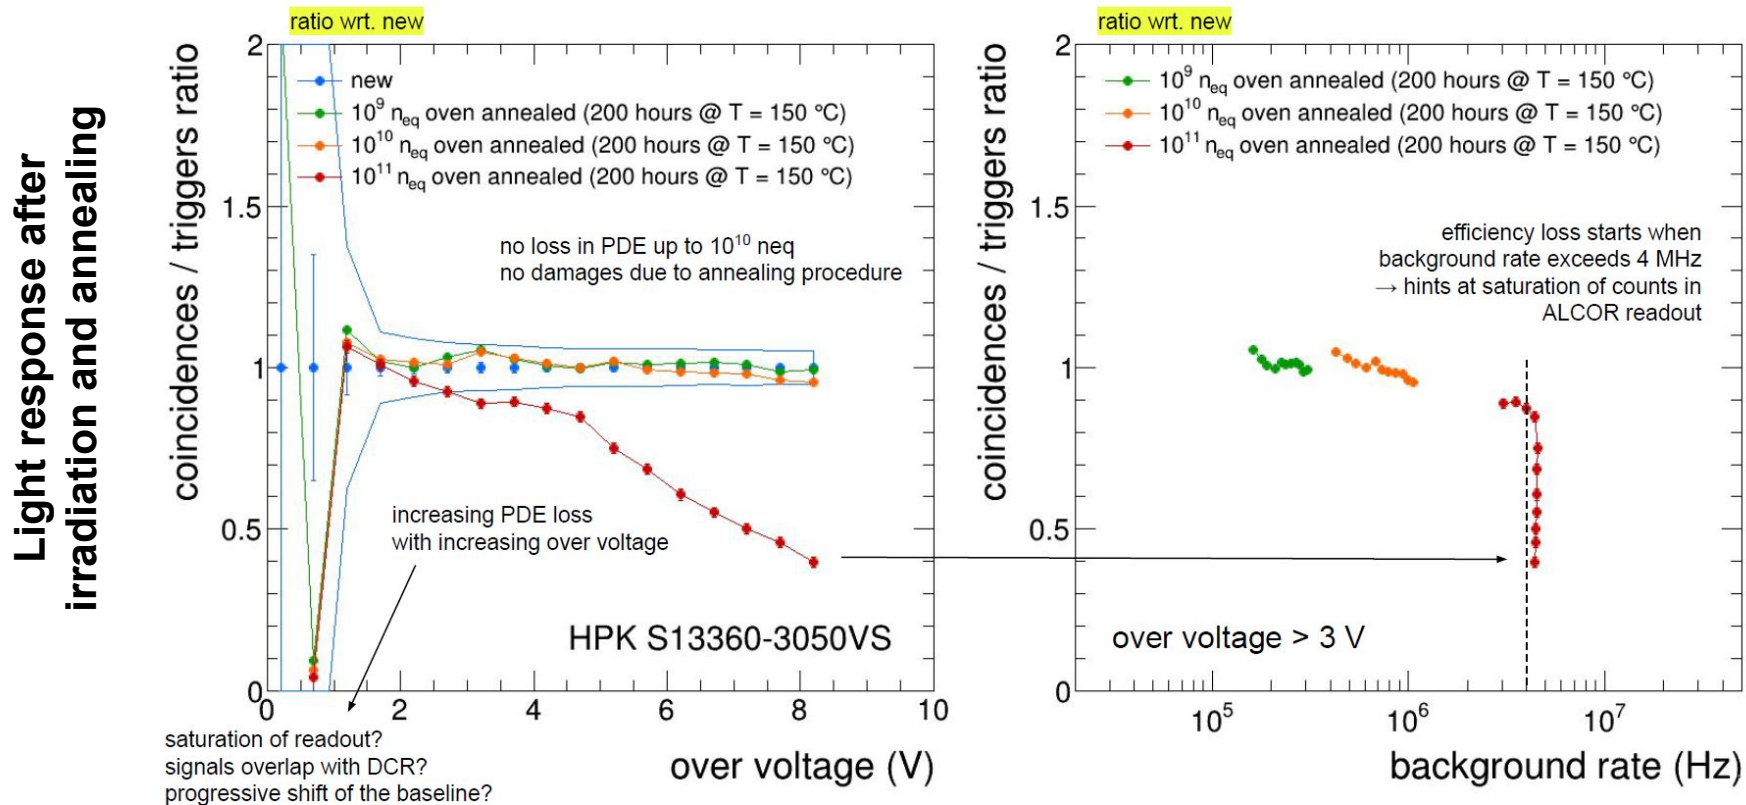 Light response after
irradiation and annealing
ratio wrt. new
coincidences / triggers ratio
2
1.5
1
0.5
0
new
10⁹ n_eq oven annealed (200 hours @ T = 150 °C)
10¹⁰ n_eq oven annealed (200 hours @ T = 150 °C)
10¹¹ n_eq oven annealed (200 hours @ T = 150 °C)
no loss in PDE up to 10¹⁰ neq
no damages due to annealing procedure
increasing PDE loss
with increasing over voltage
HPK S13360-3050VS
0 2 4 6 8 10
over voltage (V)
saturation of readout?
signals overlap with DCR?
progressive shift of the baseline?
ratio wrt. new
coincidences / triggers ratio
2
1.5
1
0.5
0
10⁹ n_eq oven annealed (200 hours @ T = 150 °C)
10¹⁰ n_eq oven annealed (200 hours @ T = 150 °C)
10¹¹ n_eq oven annealed (200 hours @ T = 150 °C)
efficiency loss starts when
background rate exceeds 4 MHz
→ hints at saturation of counts in
ALCOR readout
over voltage > 3 V
10⁵ 10⁶ 10⁷
background rate (Hz)